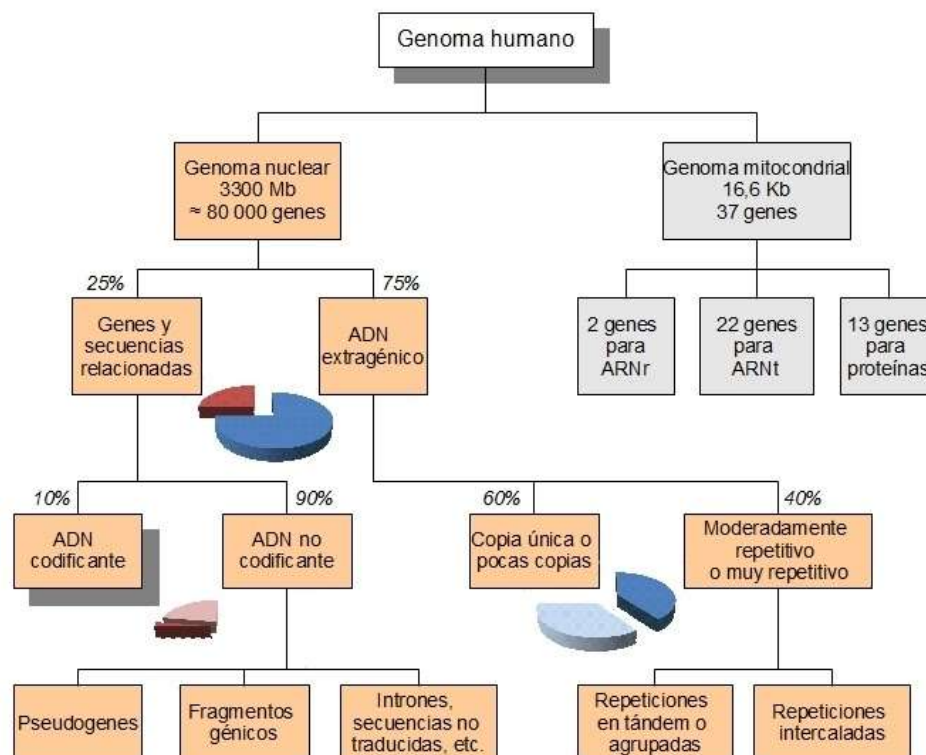 Genoma humano
Genoma nuclear
3300 Mb
≈ 80 000 genes
Genoma mitocondrial
16,6 Kb
37 genes
25%
75%
Genes y
secuencias
relacionadas
ADN
extragénico
2 genes
para
ARNr
22 genes
para
ARNt
13 genes
para
proteínas
10%
90%
60%
40%
ADN
codificante
ADN no
codificante
Copia única o
pocas copias
Moderadamente
repetitivo
o muy repetitivo
Pseudogenes
Fragmentos
génicos
Intrones,
secuencias no
traducidas, etc.
Repeticiones
en tándem o
agrupadas
Repeticiones
intercaladas